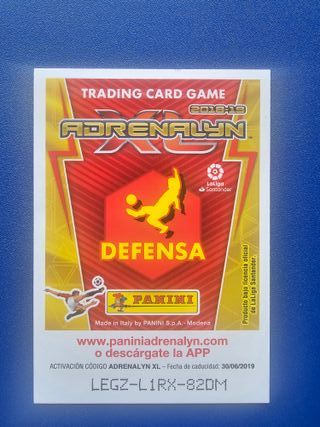 TRADING CARD GAME
2018-19
ADRENALYN
XL
LaLiga
Santander
DEFENSA
PANINI
Made in Italy by PANINI S.p.A.- Modena
Producto bajo licencia oficial
de LaLiga Santander
www.paniniadrenalyn.com
o descárgate la APP
ACTIVACIÓN CÓDIGO ADRENALYN XL – Fecha de caducidad: 30/06/2019
LEGZ-L1RX-82DM